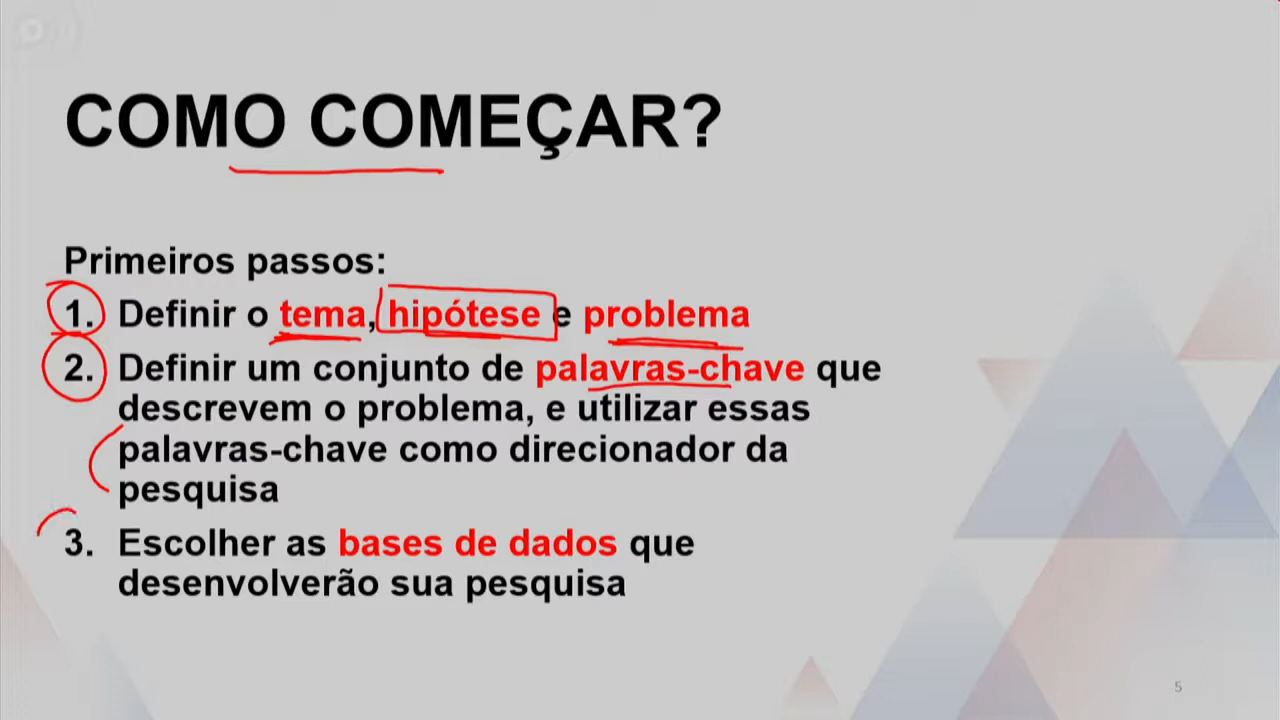 COMO COMEÇAR?
Primeiros passos:
1. Definir o tema, hipótese e problema
2. Definir um conjunto de palavras-chave que
descrevem o problema, e utilizar essas
palavras-chave como direcionador da
pesquisa
3. Escolher as bases de dados que
desenvolverão sua pesquisa
5